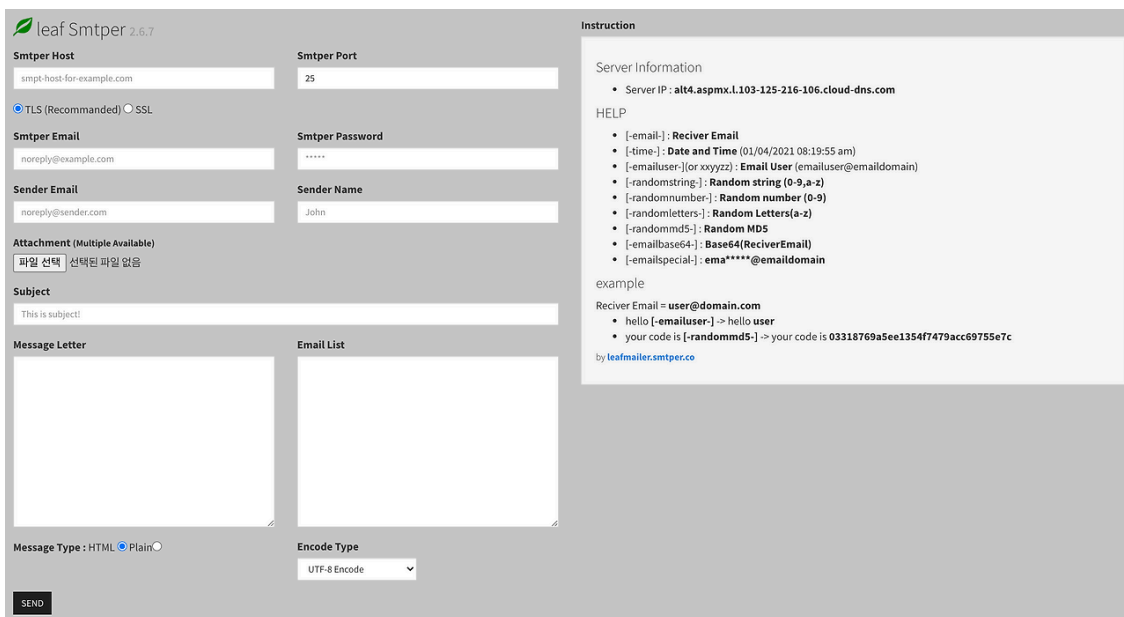 leaf Smtper 2.6.7
Smtper Host
Smtper Port
smpt-host-for-example.com
25
TLS (Recommanded) SSL
Smtper Email
Smtper Password
noreply@example.com
*****
Sender Email
Sender Name
noreply@sender.com
John
Attachment (Multiple Available)
파일 선택 선택된 파일 없음
Subject
This is subject!
Message Letter
Email List
Message Type : HTML Plain
Encode Type
UTF-8 Encode
SEND
Instruction
Server Information
Server IP : alt4.aspmx.l.103-125-216-106.cloud-dns.com
HELP
[-email-] : Reciver Email
[-time-] : Date and Time (01/04/2021 08:19:55 am)
[-emailuser-](or xxyyzz) : Email User (emailuser@emaildomain)
[-randomstring-] : Random string (0-9,a-z)
[-randomnumber-] : Random number (0-9)
[-randomletters-] : Random Letters(a-z)
[-randommd5-] : Random MD5
[-emailbase64-] : Base64(ReciverEmail)
[-emailspecial-] : ema*****@emaildomain
example
Reciver Email = user@domain.com
hello [-emailuser-] -> hello user
your code is [-randommd5-] -> your code is 03318769a5ee1354f7479acc69755e7c
by leafmailer.smtper.co